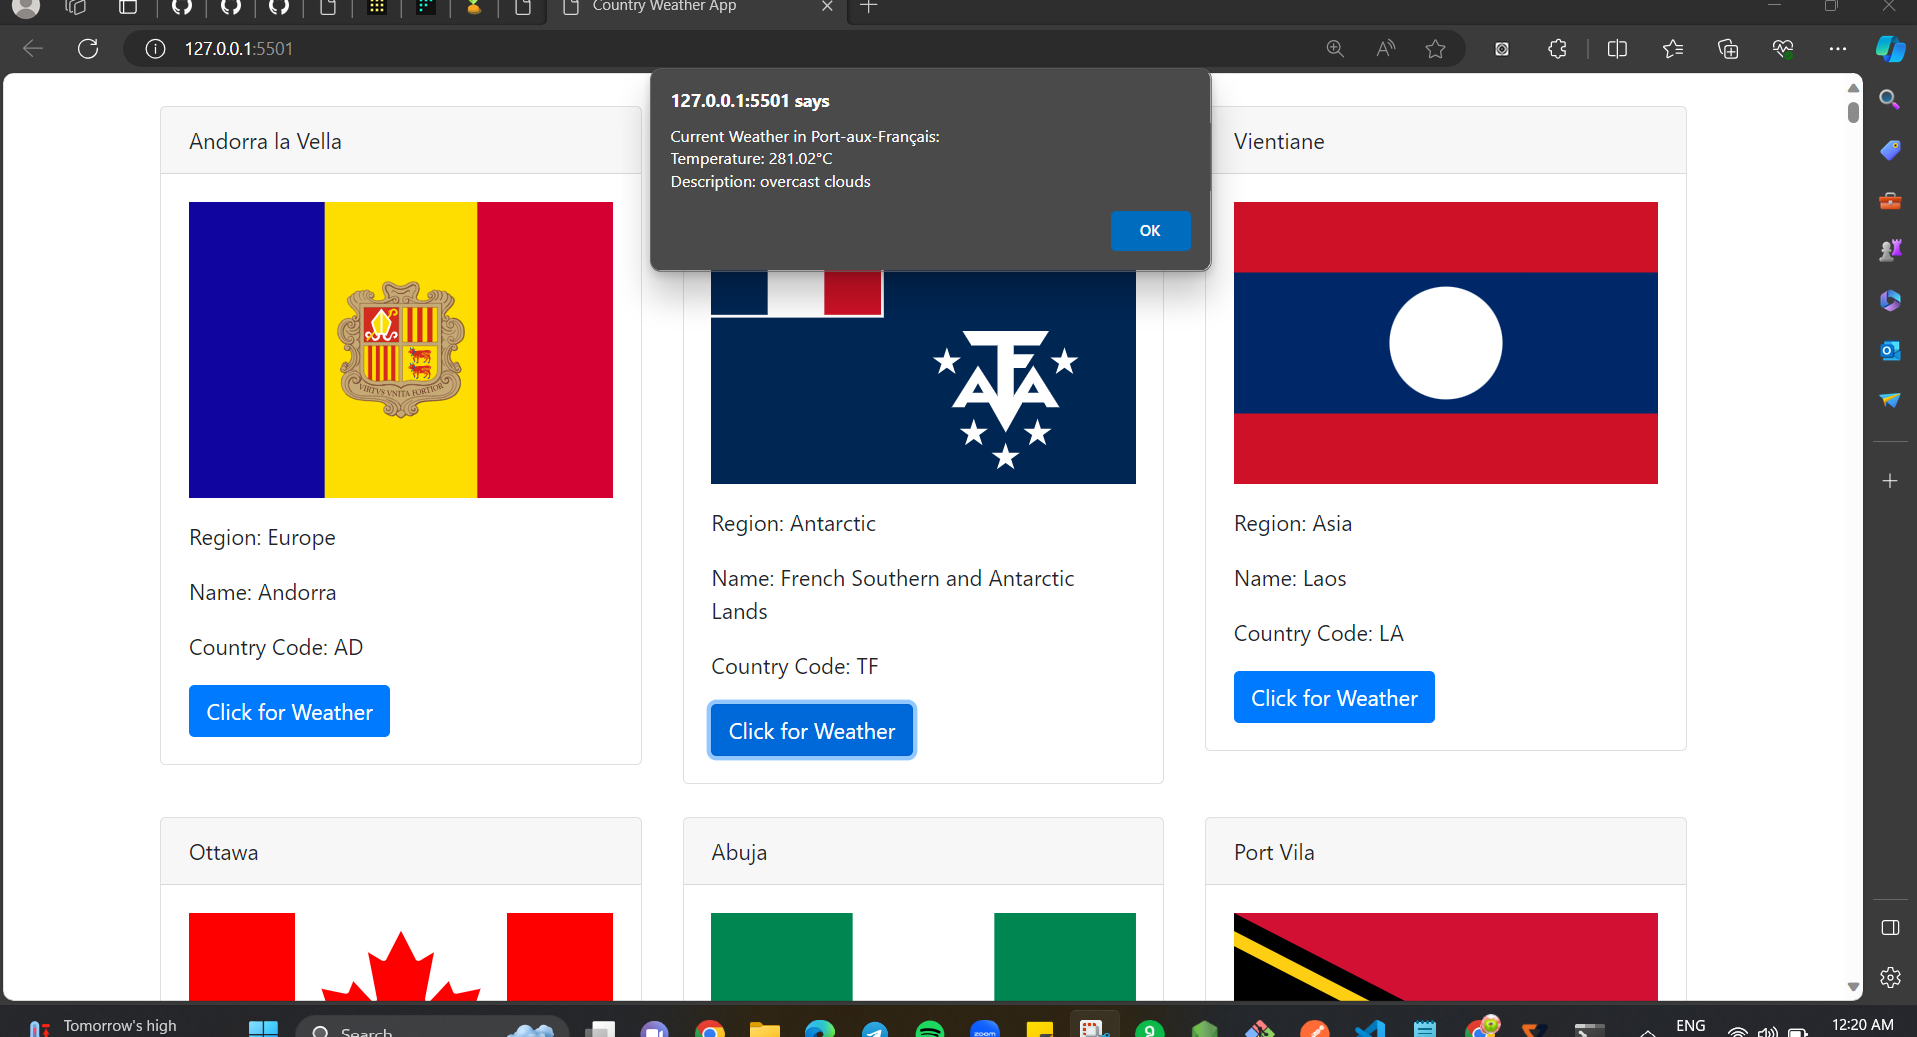 Country Weather App
127.0.0.1:5501
127.0.0.1:5501 says
Current Weather in Port-aux-Français:
Temperature: 281.02°C
Description: overcast clouds
OK
Andorra la Vella
VIRTVS VNITA FORTIOR
Region: Europe
Name: Andorra
Country Code: AD
Click for Weather
Region: Antarctic
Name: French Southern and Antarctic
Lands
Country Code: TF
Click for Weather
Vientiane
Region: Asia
Name: Laos
Country Code: LA
Click for Weather
Ottawa
Abuja
Port Vila
Tomorrow's high
Search
zoom
ENG
12:20 AM